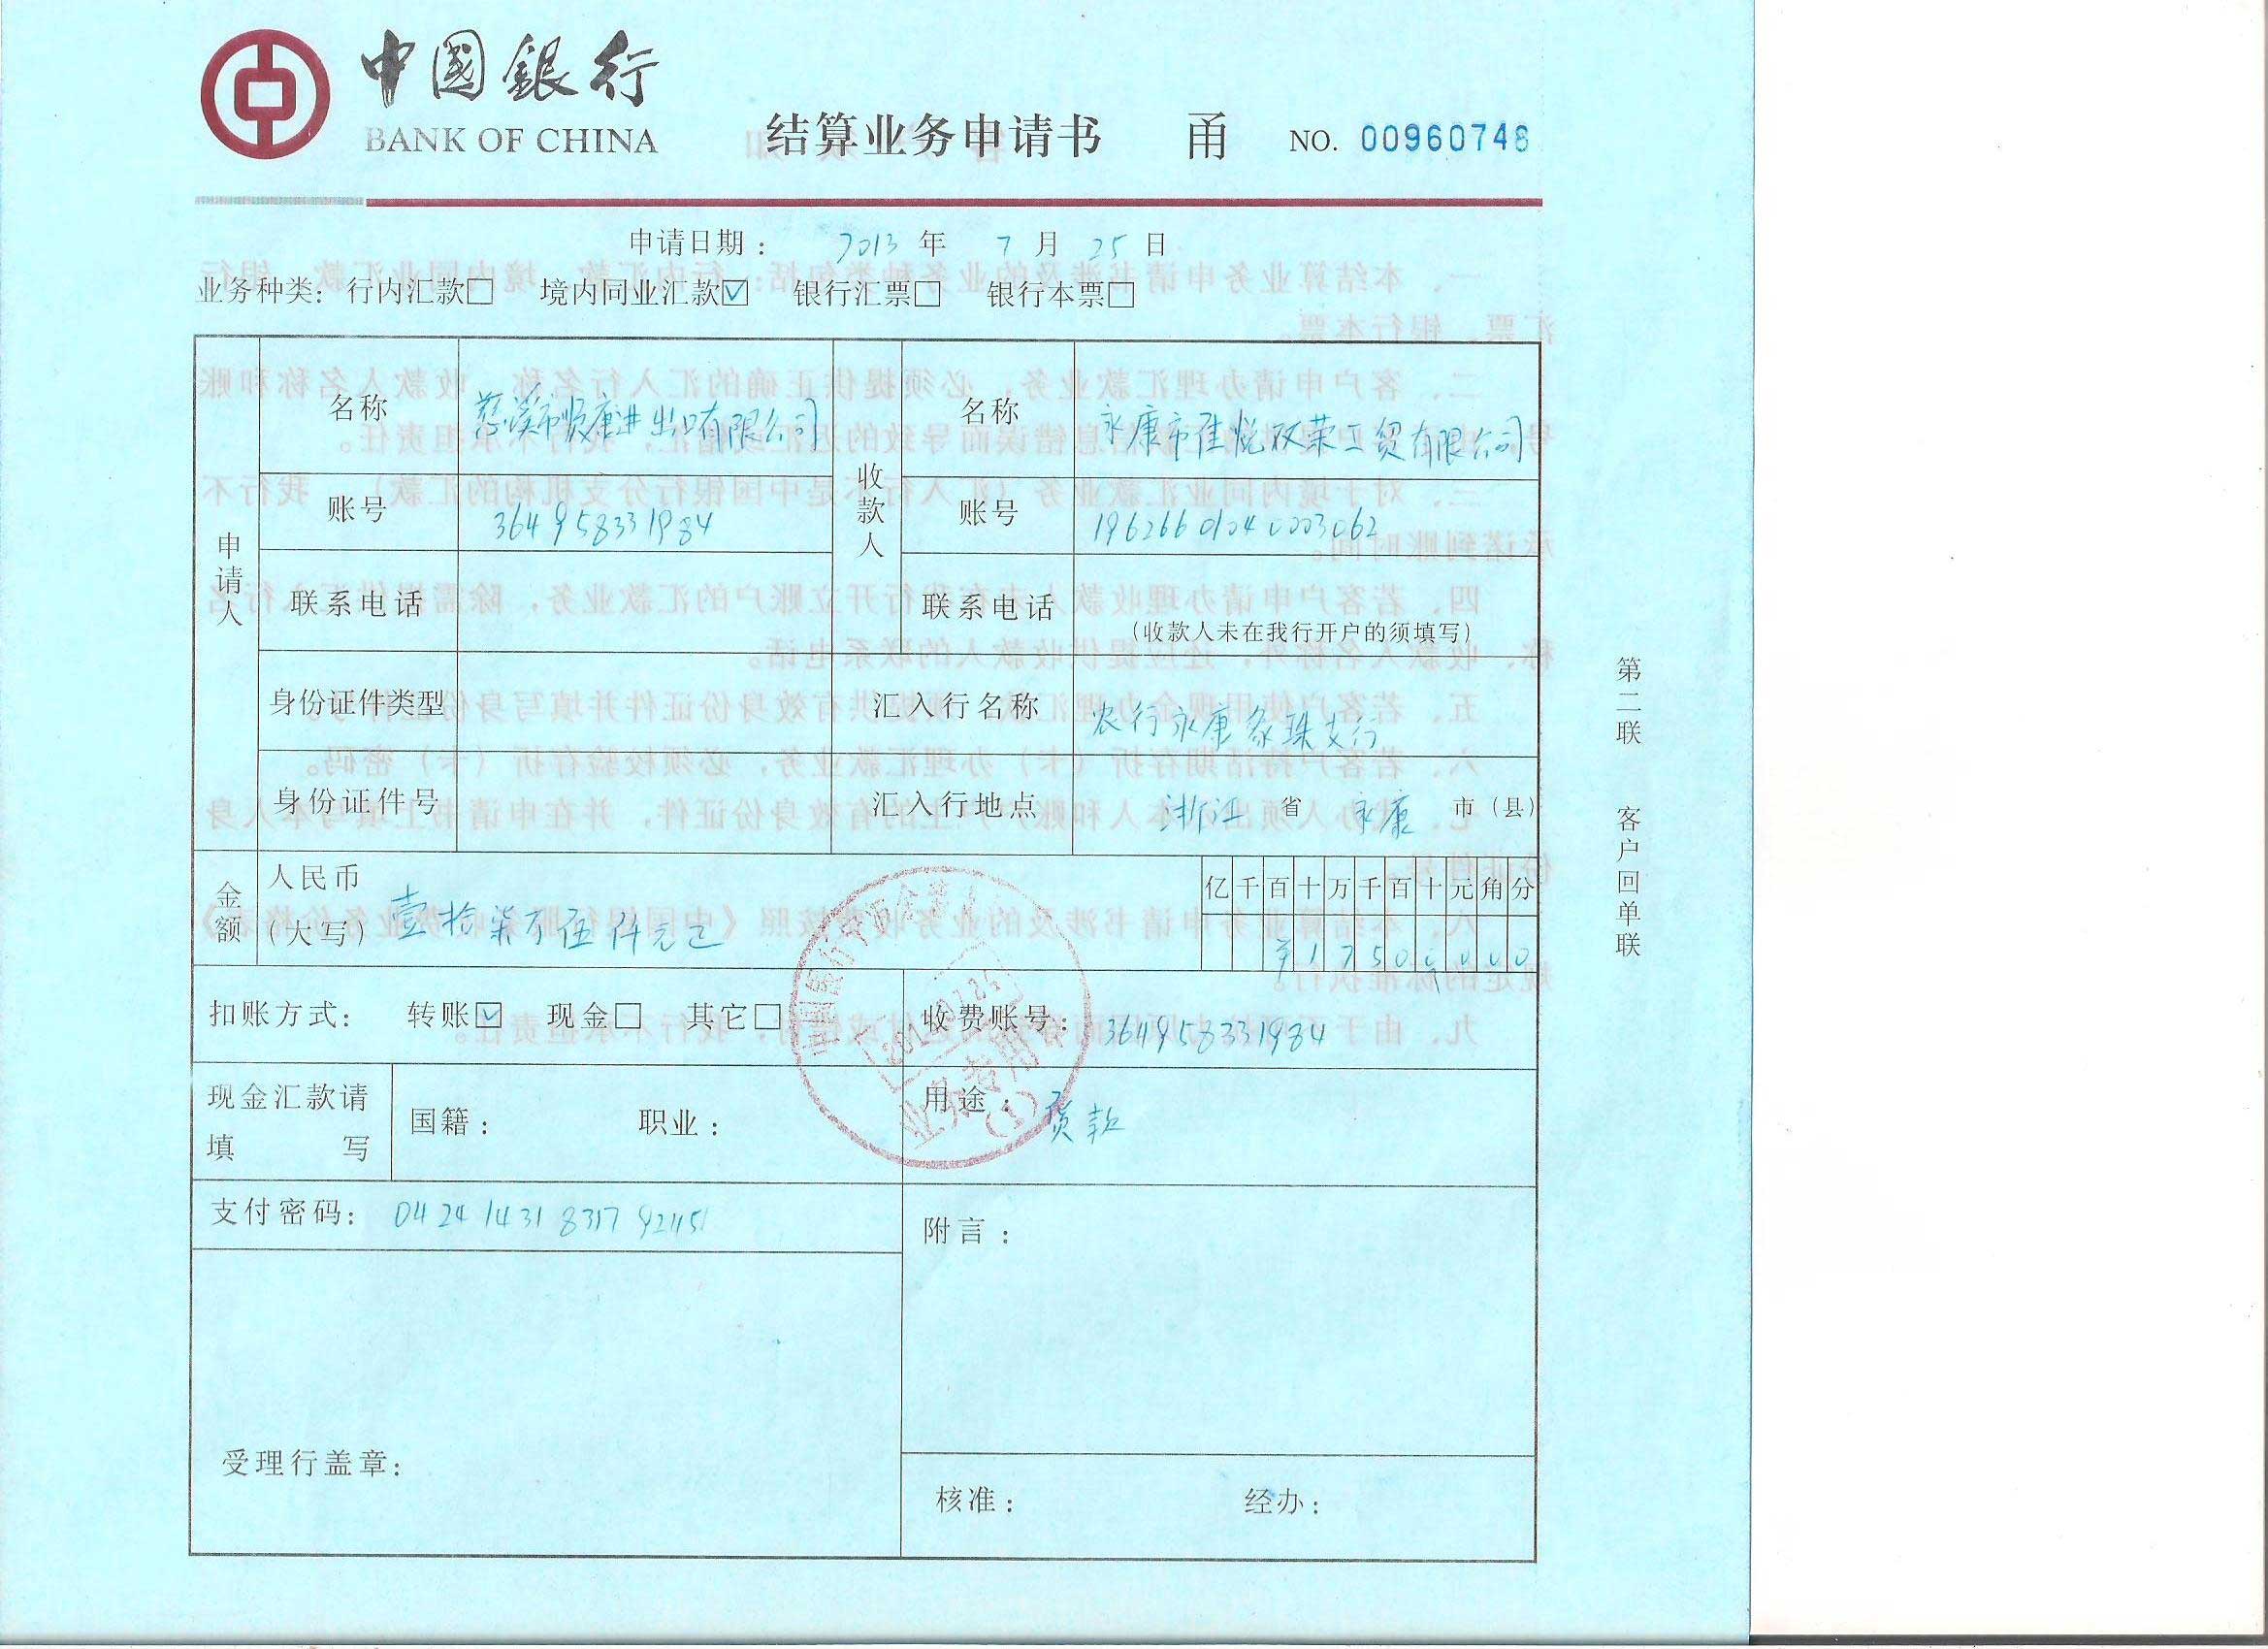 中國銀行
BANK OF CHINA
结算业务申请书 甬 NO. 00960748
申请日期： 2013 年 7 月 25 日
业务种类：行内汇款□ 境内同业汇款☑ 银行汇票□ 银行本票□
申请人
名称 慈溪市顺唐进出口有限公司
账号 364958331984
联系电话
身份证件类型
身份证件号
收款人
名称 永康市佳悦双荣工贸有限公司
账号 19626601040003062
联系电话
（收款人未在我行开户的须填写）
汇入行名称 农行永康象珠支行
汇入行地点 浙江 省 永康 市（县）
金额
人民币
（大写） 壹拾柒万伍仟元正
亿 千 百 十 万 千 百 十 元 角 分
¥ 1 7 5 0 0 0 0 0
扣账方式： 转账☑ 现金□ 其它□
收费账号： 364958331984
现金汇款请
填 写
国籍： 职业：
用途： 货款
支付密码： 0424 1431 8317 92451
附言：
受理行盖章：
核准： 经办：
第二联 客户回单联
业务专用章
(1)